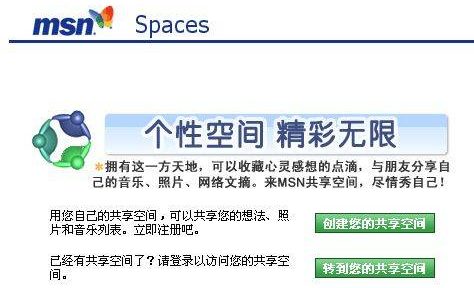 msn Spaces
个性空间 精彩无限
*拥有这一方天地，可以收藏心灵感想的点滴，与朋友分享自
己的音乐、照片、网络文摘。来MSN共享空间，尽情秀自己！
用您自己的共享空间，可以共享您的想法、照
片和音乐列表。立即注册吧。
创建您的共享空间
已经有共享空间了？请登录以访问您的共享空
间。
转到您的共享空间